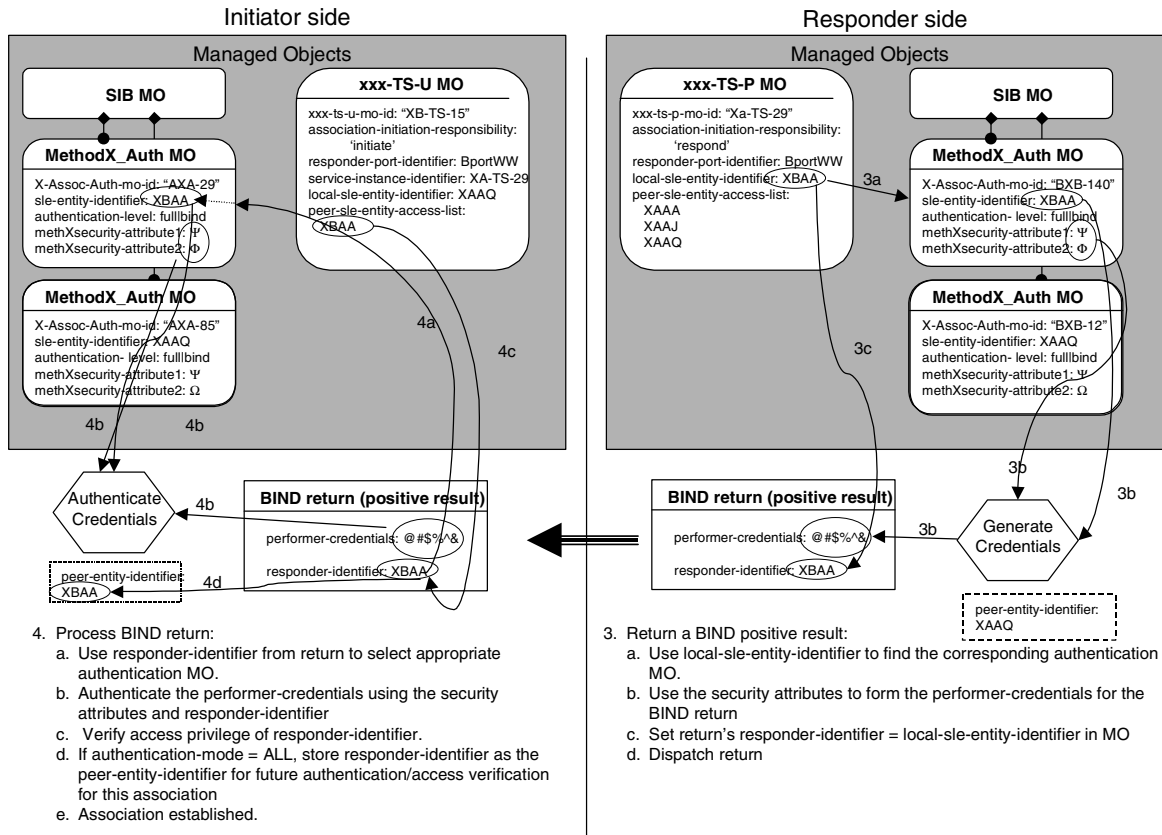 Initiator side
Managed Objects
SIB MO
MethodX_Auth MO
X-Assoc-Auth-mo-id: “AXA-29”
sle-entity-identifier: XBAA
authentication-level: full|bind
methXsecurity-attribute1: Ψ
methXsecurity-attribute2: Φ
MethodX_Auth MO
X-Assoc-Auth-mo-id: “AXA-85”
sle-entity-identifier: XAAQ
authentication- level: full|bind
methXsecurity-attribute1: Ψ
methXsecurity-attribute2: Ω
xxx-TS-U MO
xxx-ts-u-mo-id: “XB-TS-15”
association-initiation-responsibility:
‘initiate’
responder-port-identifier: BportWW
service-instance-identifier: XA-TS-29
local-sle-entity-identifier: XAAQ
peer-sle-entity-access-list:
XBAA
4a
4c
4b
4b
Authenticate
Credentials
4b
BIND return (positive result)
performer-credentials: @#$%^&
responder-identifier: XBAA
4d
peer-entity-identifier:
XBAA
4. Process BIND return:
a. Use responder-identifier from return to select appropriate
authentication MO.
b. Authenticate the performer-credentials using the security
attributes and responder-identifier
c. Verify access privilege of responder-identifier.
d. If authentication-mode = ALL, store responder-identifier as the
peer-entity-identifier for future authentication/access verification
for this association
e. Association established.
Responder side
Managed Objects
xxx-TS-P MO
xxx-ts-p-mo-id: “Xa-TS-29”
association-initiation-responsibility:
‘respond’
responder-port-identifier: BportWW
local-sle-entity-identifier: XBAA
peer-sle-entity-access-list:
XAAA
XAAJ
XAAQ
3a
SIB MO
MethodX_Auth MO
X-Assoc-Auth-mo-id: “BXB-140”
sle-entity-identifier: XBAA
authentication- level: full|bind
methXsecurity-attribute1: Ψ
methXsecurity-attribute2: Φ
MethodX_Auth MO
X-Assoc-Auth-mo-id: “BXB-12”
sle-entity-identifier: XAAQ
authentication- level: full|bind
methXsecurity-attribute1: Ψ
methXsecurity-attribute2: Ω
3c
3b
3b
BIND return (positive result)
performer-credentials: @#$%^&
responder-identifier: XBAA
3b
Generate
Credentials
peer-entity-identifier:
XAAQ
3. Return a BIND positive result:
a. Use local-sle-entity-identifier to find the corresponding authentication
MO.
b. Use the security attributes to form the performer-credentials for the
BIND return
c. Set return’s responder-identifier = local-sle-entity-identifier in MO
d. Dispatch return